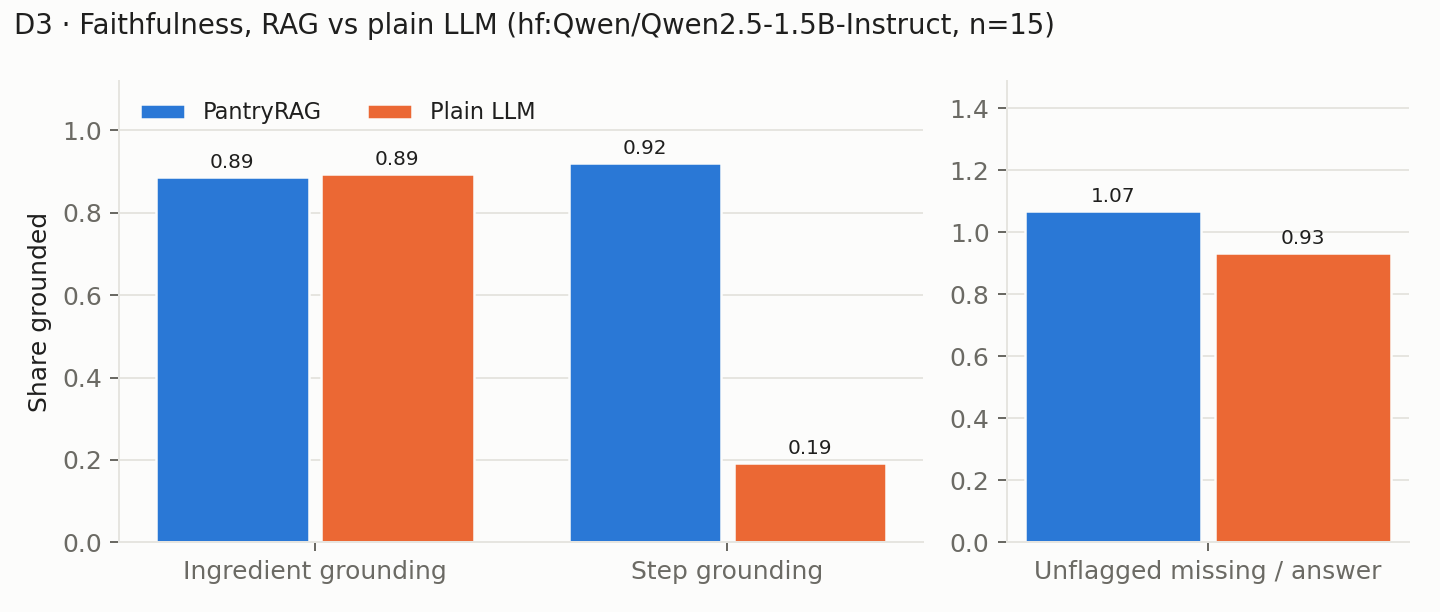 D3 · Faithfulness, RAG vs plain LLM (hf:Qwen/Qwen2.5-1.5B-Instruct, n=15)
PantryRAG
Plain LLM
Share grounded
1.0
0.8
0.6
0.4
0.2
0.0
0.89
0.89
0.92
0.19
Ingredient grounding
Step grounding
1.4
1.2
1.0
0.8
0.6
0.4
0.2
0.0
1.07
0.93
Unflagged missing / answer